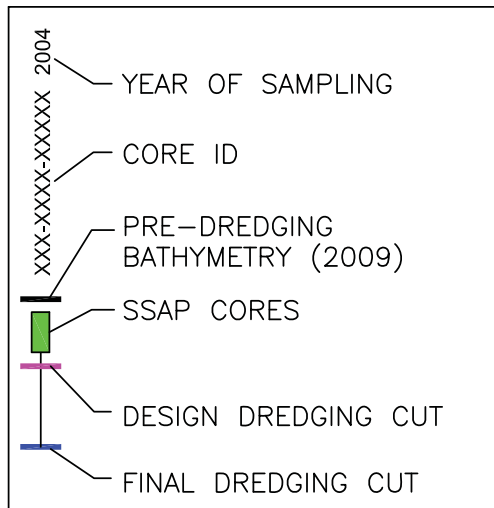 XXX-XXXX-XXXXX 2004
YEAR OF SAMPLING
CORE ID
PRE-DREDGING
BATHYMETRY (2009)
SSAP CORES
DESIGN DREDGING CUT
FINAL DREDGING CUT